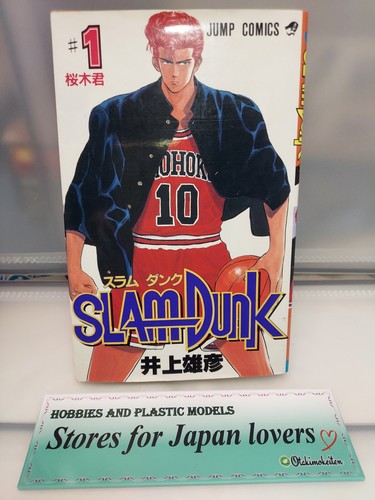 JUMP COMICS
#1
桜木君
SHOHOKU
10
スラム ダンク
SLAM DUNK
井上雄彦
HOBBIES AND PLASTIC MODELS
Stores for Japan lovers
Otekimokeiten